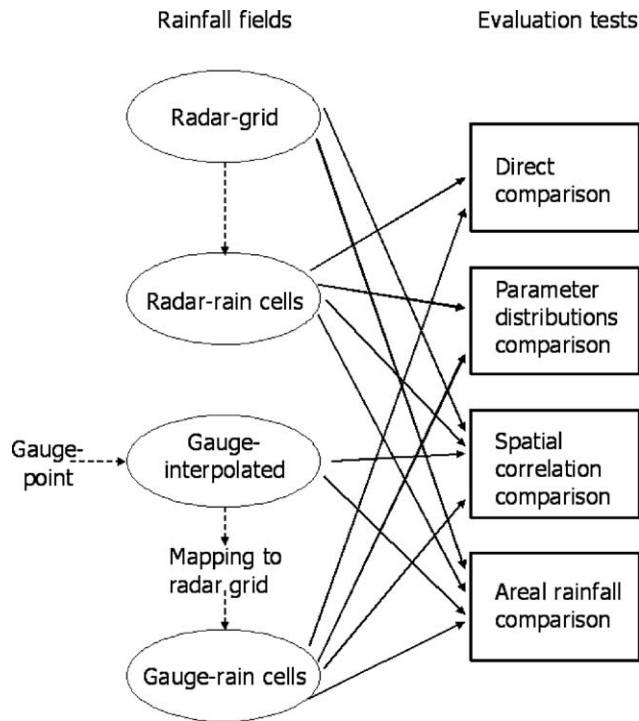 Rainfall fields
Evaluation tests
Radar-grid
Radar-rain cells
Gauge-
point
Gauge-
interpolated
Mapping to
radar grid
Gauge-rain cells
Direct
comparison
Parameter
distributions
comparison
Spatial
correlation
comparison
Areal rainfall
comparison